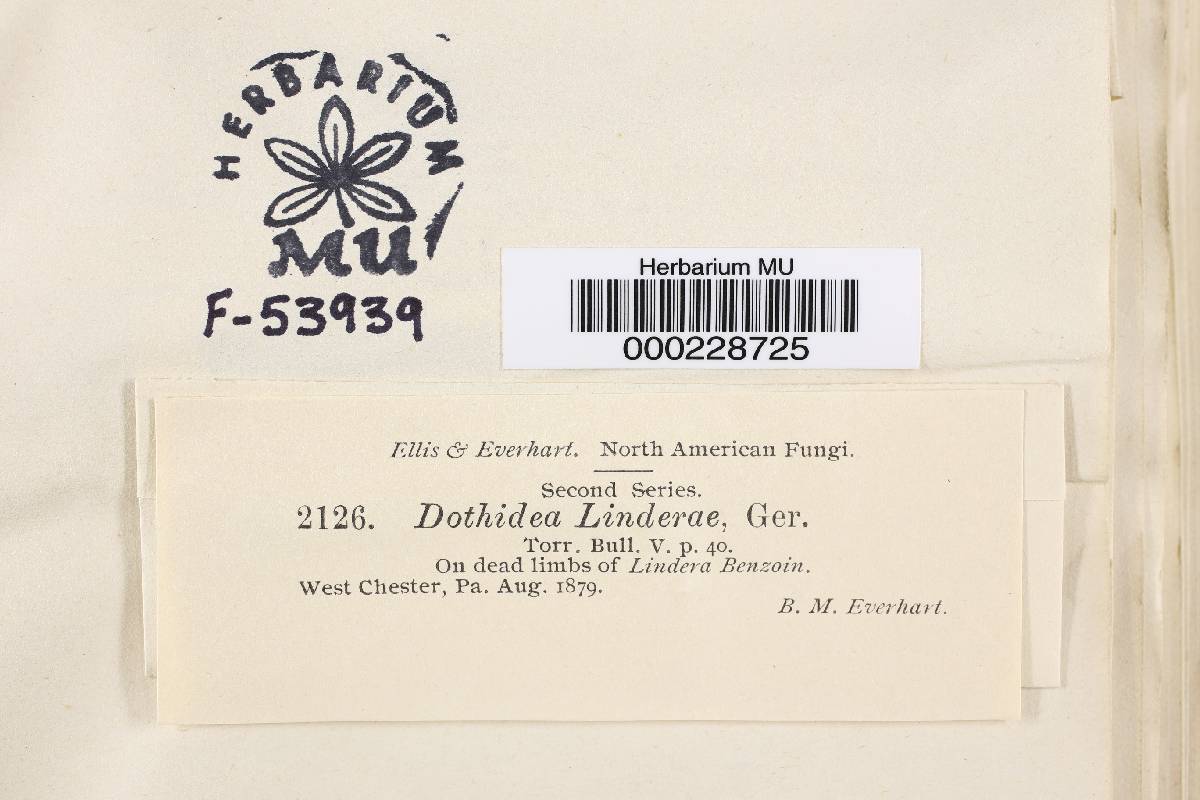 HERBARIUM
MU
F-53939
Herbarium MU
000228725
Ellis & Everhart. North American Fungi.
Second Series.
2126. Dothidea Linderae, Ger.
Torr. Bull. V. p. 40.
On dead limbs of Lindera Benzoin.
West Chester, Pa. Aug. 1879.
B. M. Everhart.